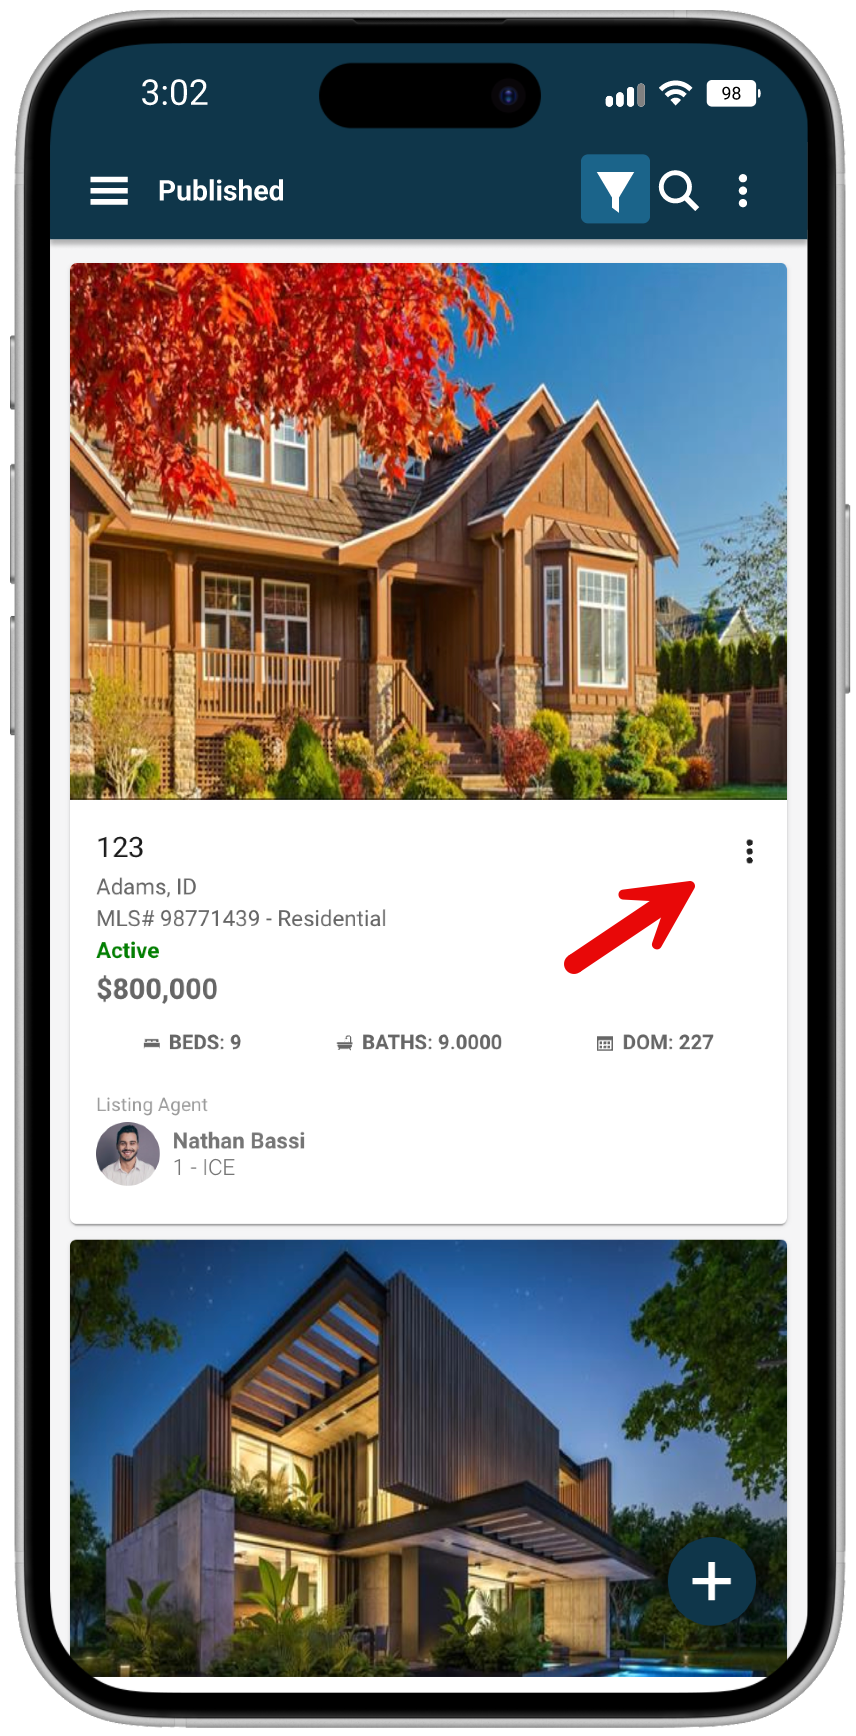 3:02
98
Published
123
Adams, ID
MLS# 98771439 - Residential
Active
$800,000
BEDS: 9 BATHS: 9.0000 DOM: 227
Listing Agent
Nathan Bassi
1 - ICE